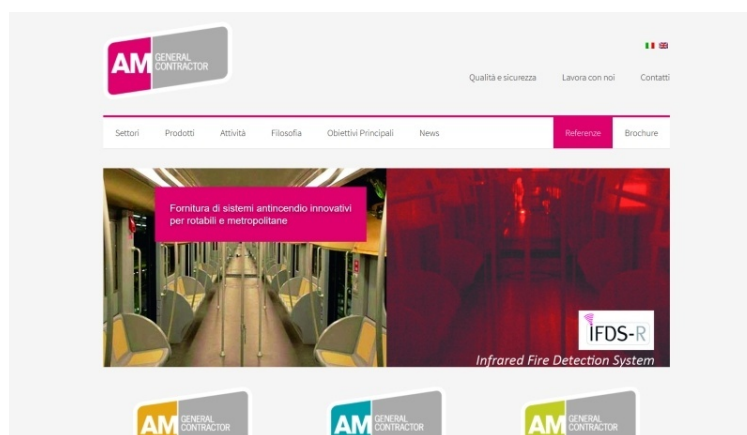 AM GENERAL
CONTRACTOR
Qualità e sicurezza Lavora con noi Contatti
Settori Prodotti Attività Filosofia Obiettivi Principali News Referenze Brochure
Fornitura di sistemi antincendio innovativi
per rotabili e metropolitane
IFDS-R
Infrared Fire Detection System
AM GENERAL
CONTRACTOR
AM GENERAL
CONTRACTOR
AM GENERAL
CONTRACTOR